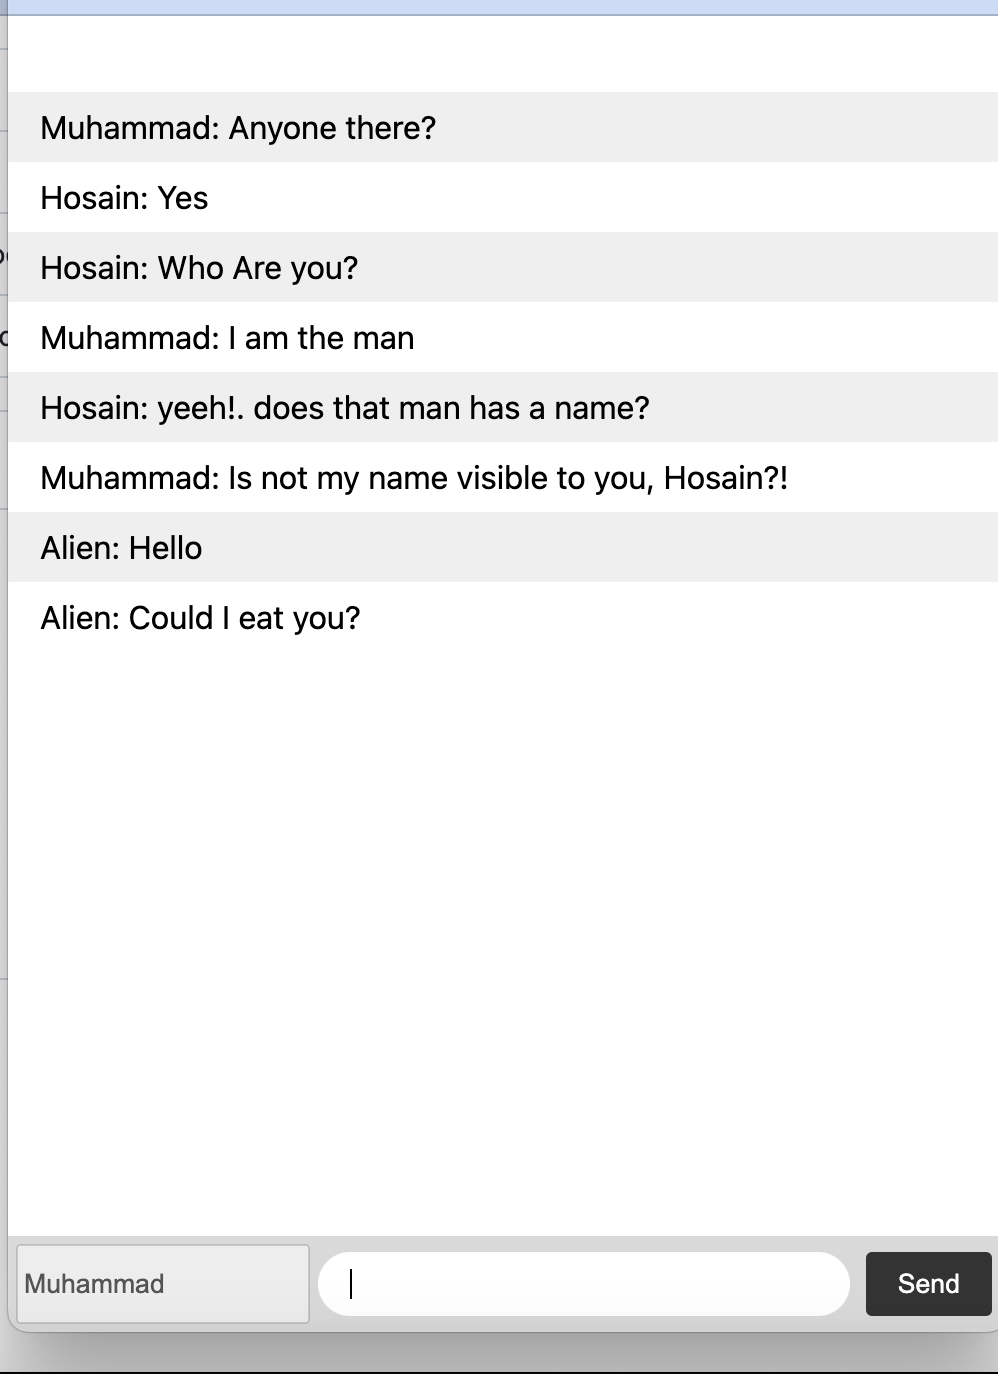 Muhammad: Anyone there?
Hosain: Yes
Hosain: Who Are you?
Muhammad: I am the man
Hosain: yeeh!. does that man has a name?
Muhammad: Is not my name visible to you, Hosain?!
Alien: Hello
Alien: Could I eat you?
Muhammad
Send